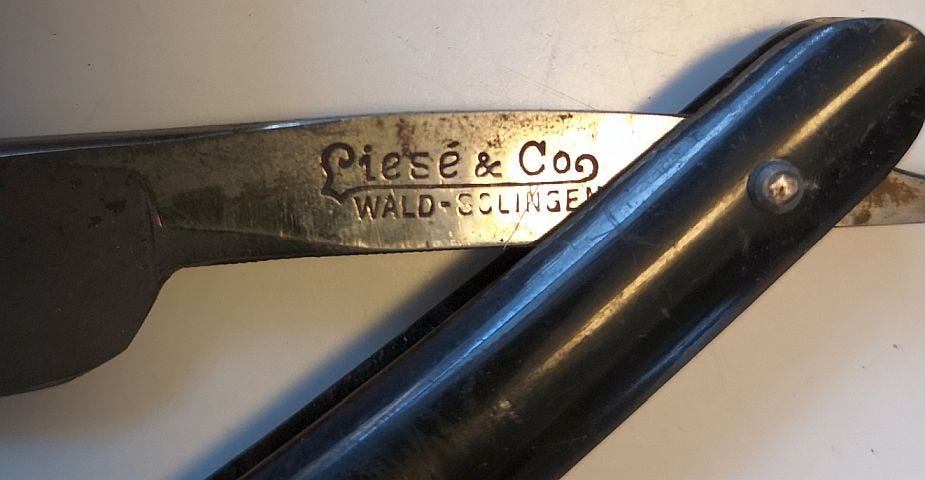 Liesé & Co
WALD-SOLINGEN